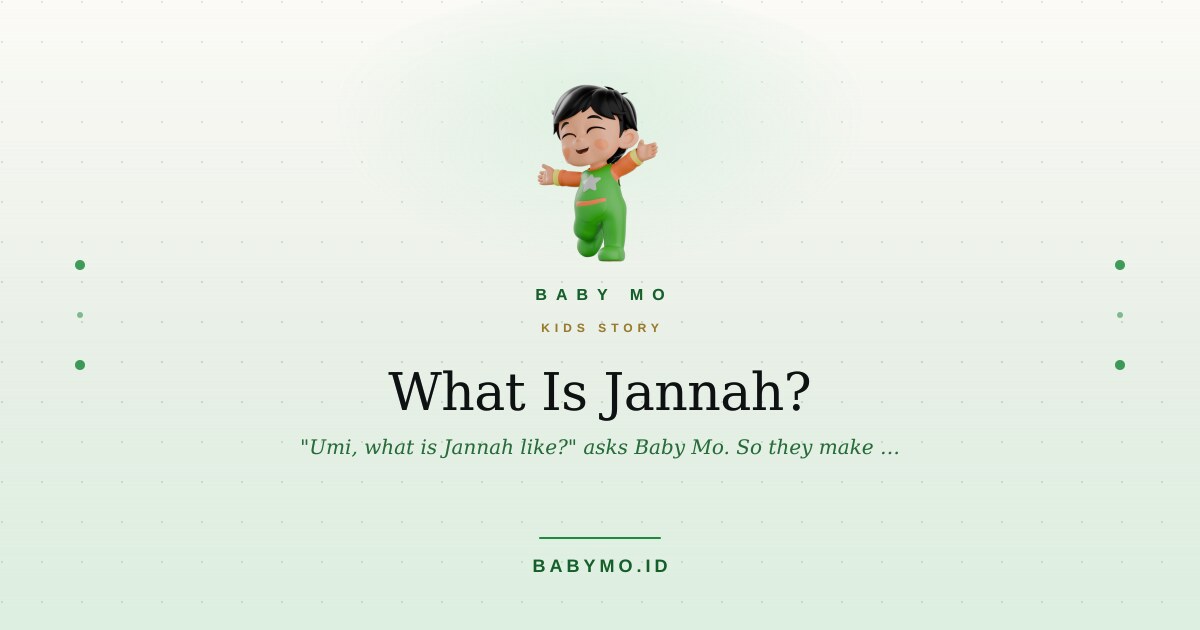 BABY MO
KIDS STORY
What Is Jannah?
"Umi, what is Jannah like?" asks Baby Mo. So they make ...
BABYMO.ID